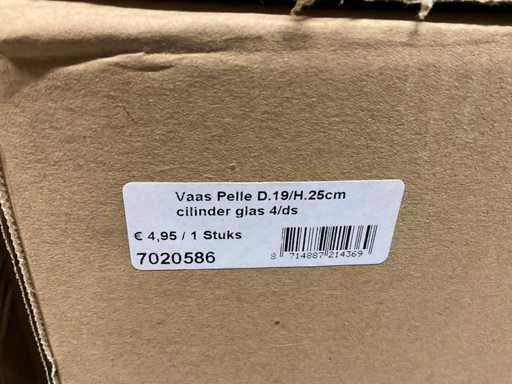 Vaas Pelle D.19/H.25cm
cilinder glas 4/ds
€ 4,95 / 1 Stuks
7020586
8 714887 214369